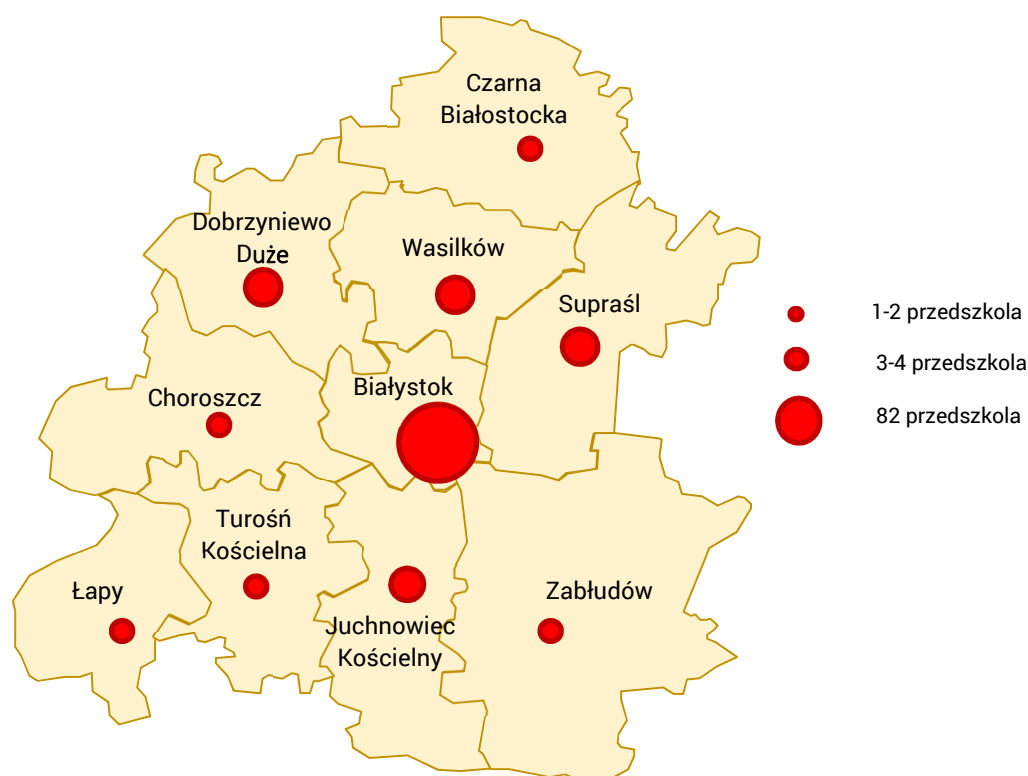 Czarna
Białostocka
Dobrzyniewo
Duże
Wasilków
Supraśl
Białystok
Choroszcz
Turośń
Kościelna
Łapy
Juchnowiec
Kościelny
Zabłudów
1-2 przedszkola
3-4 przedszkola
82 przedszkola